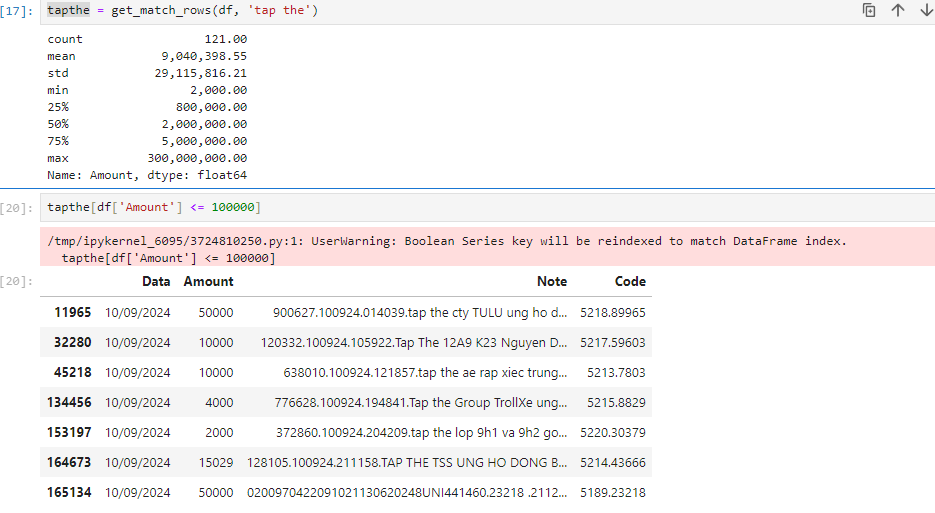 [17]: tapthe = get_match_rows(df, 'tap the')
count 121.00
mean 9,040,398.55
std 29,115,816.21
min 2,000.00
25% 800,000.00
50% 2,000,000.00
75% 5,000,000.00
max 300,000,000.00
Name: Amount, dtype: float64
[20]: tapthe[df['Amount'] <= 100000]
/tmp/ipykernel_6095/3724810250.py:1: UserWarning: Boolean Series key will be reindexed to match DataFrame index.
tapthe[df['Amount'] <= 100000]
[20]: Data Amount Note Code
11965 10/09/2024 50000 900627.100924.014039.tap the cty TULU ung ho d... 5218.89965
32280 10/09/2024 10000 120332.100924.105922.Tap The 12A9 K23 Nguyen D... 5217.59603
45218 10/09/2024 10000 638010.100924.121857.tap the ae rap xiec trung... 5213.7803
134456 10/09/2024 4000 776628.100924.194841.Tap the Group TrollXe ung... 5215.8829
153197 10/09/2024 2000 372860.100924.204209.tap the lop 9h1 va 9h2 go... 5220.30379
164673 10/09/2024 15029 128105.100924.211158.TAP THE TSS UNG HO DONG B... 5214.43666
165134 10/09/2024 50000 0200970422091021130620248UNI441460.23218 .2112... 5189.23218